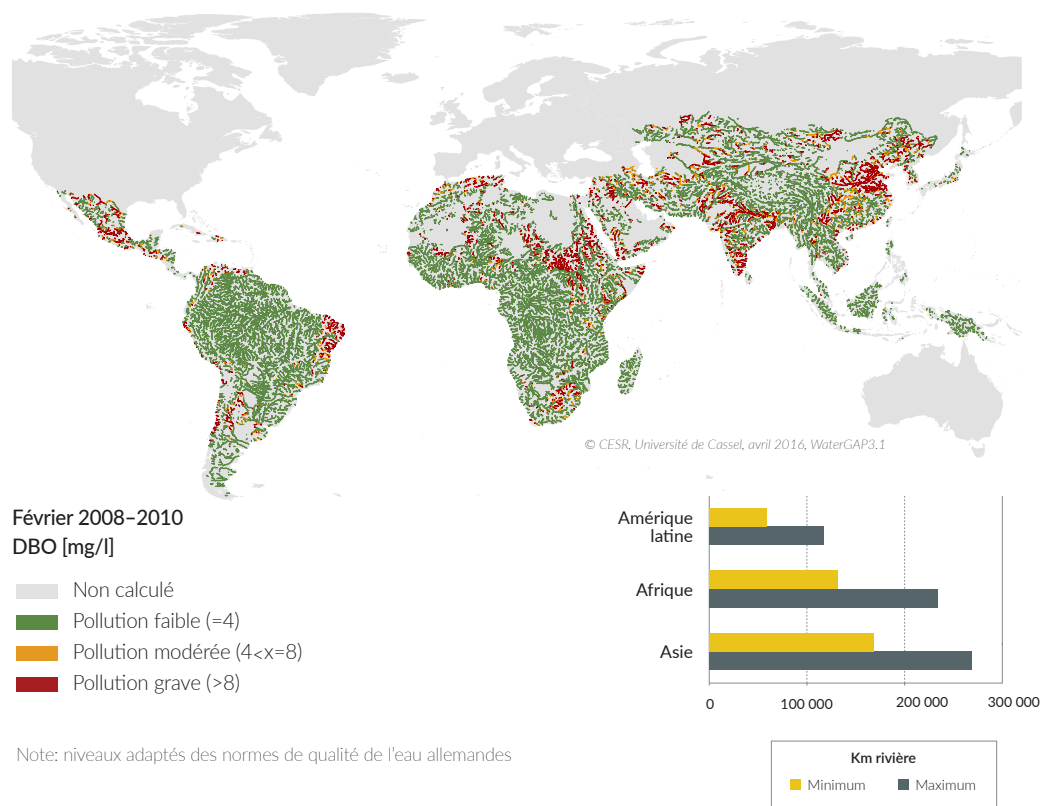 © CESR, Université de Cassel, avril 2016, WaterGAP3.1
Février 2008–2010
DBO [mg/l]
Non calculé
Pollution faible (=4)
Pollution modérée (4<x=8)
Pollution grave (>8)
Note: niveaux adaptés des normes de qualité de l'eau allemandes
Amérique
latine
Afrique
Asie
0 100 000 200 000 300 000
Km rivière
Minimum Maximum